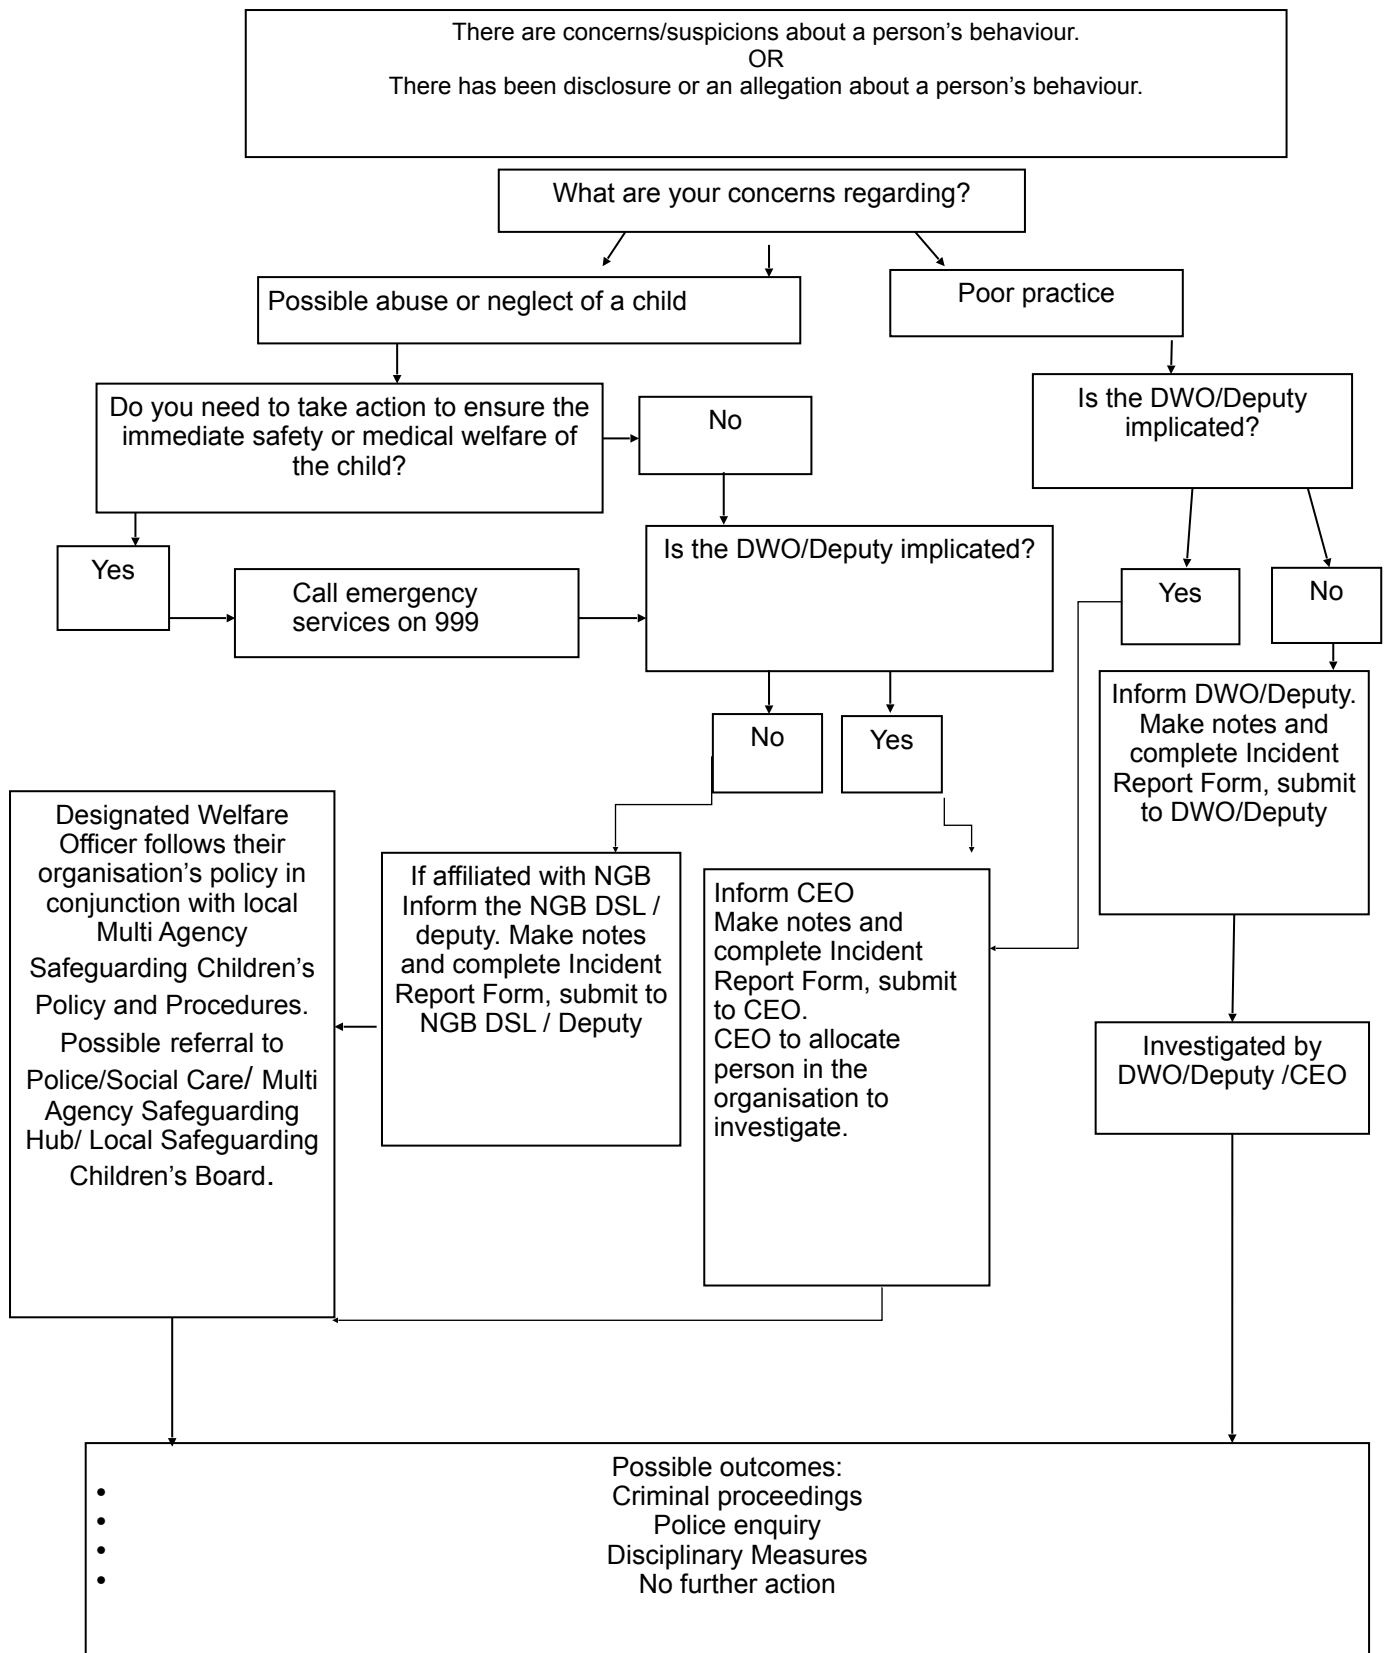 There are concerns/suspicions about a person’s behaviour.
OR
There has been disclosure or an allegation about a person’s behaviour.
What are your concerns regarding?
Possible abuse or neglect of a child
Poor practice
Do you need to take action to ensure the
immediate safety or medical welfare of
the child?
No
Is the DWO/Deputy
implicated?
Yes
Call emergency
services on 999
Is the DWO/Deputy implicated?
Yes
No
No
Yes
Inform DWO/Deputy.
Make notes and
complete Incident
Report Form, submit
to DWO/Deputy
Designated Welfare
Officer follows their
organisation’s policy in
conjunction with local
Multi Agency
Safeguarding Children’s
Policy and Procedures.
Possible referral to
Police/Social Care/ Multi
Agency Safeguarding
Hub/ Local Safeguarding
Children’s Board.
If affiliated with NGB
Inform the NGB DSL /
deputy. Make notes
and complete Incident
Report Form, submit to
NGB DSL / Deputy
Inform CEO
Make notes and
complete Incident
Report Form, submit
to CEO.
CEO to allocate
person in the
organisation to
investigate.
Investigated by
DWO/Deputy /CEO
Possible outcomes:
• Criminal proceedings
• Police enquiry
• Disciplinary Measures
• No further action